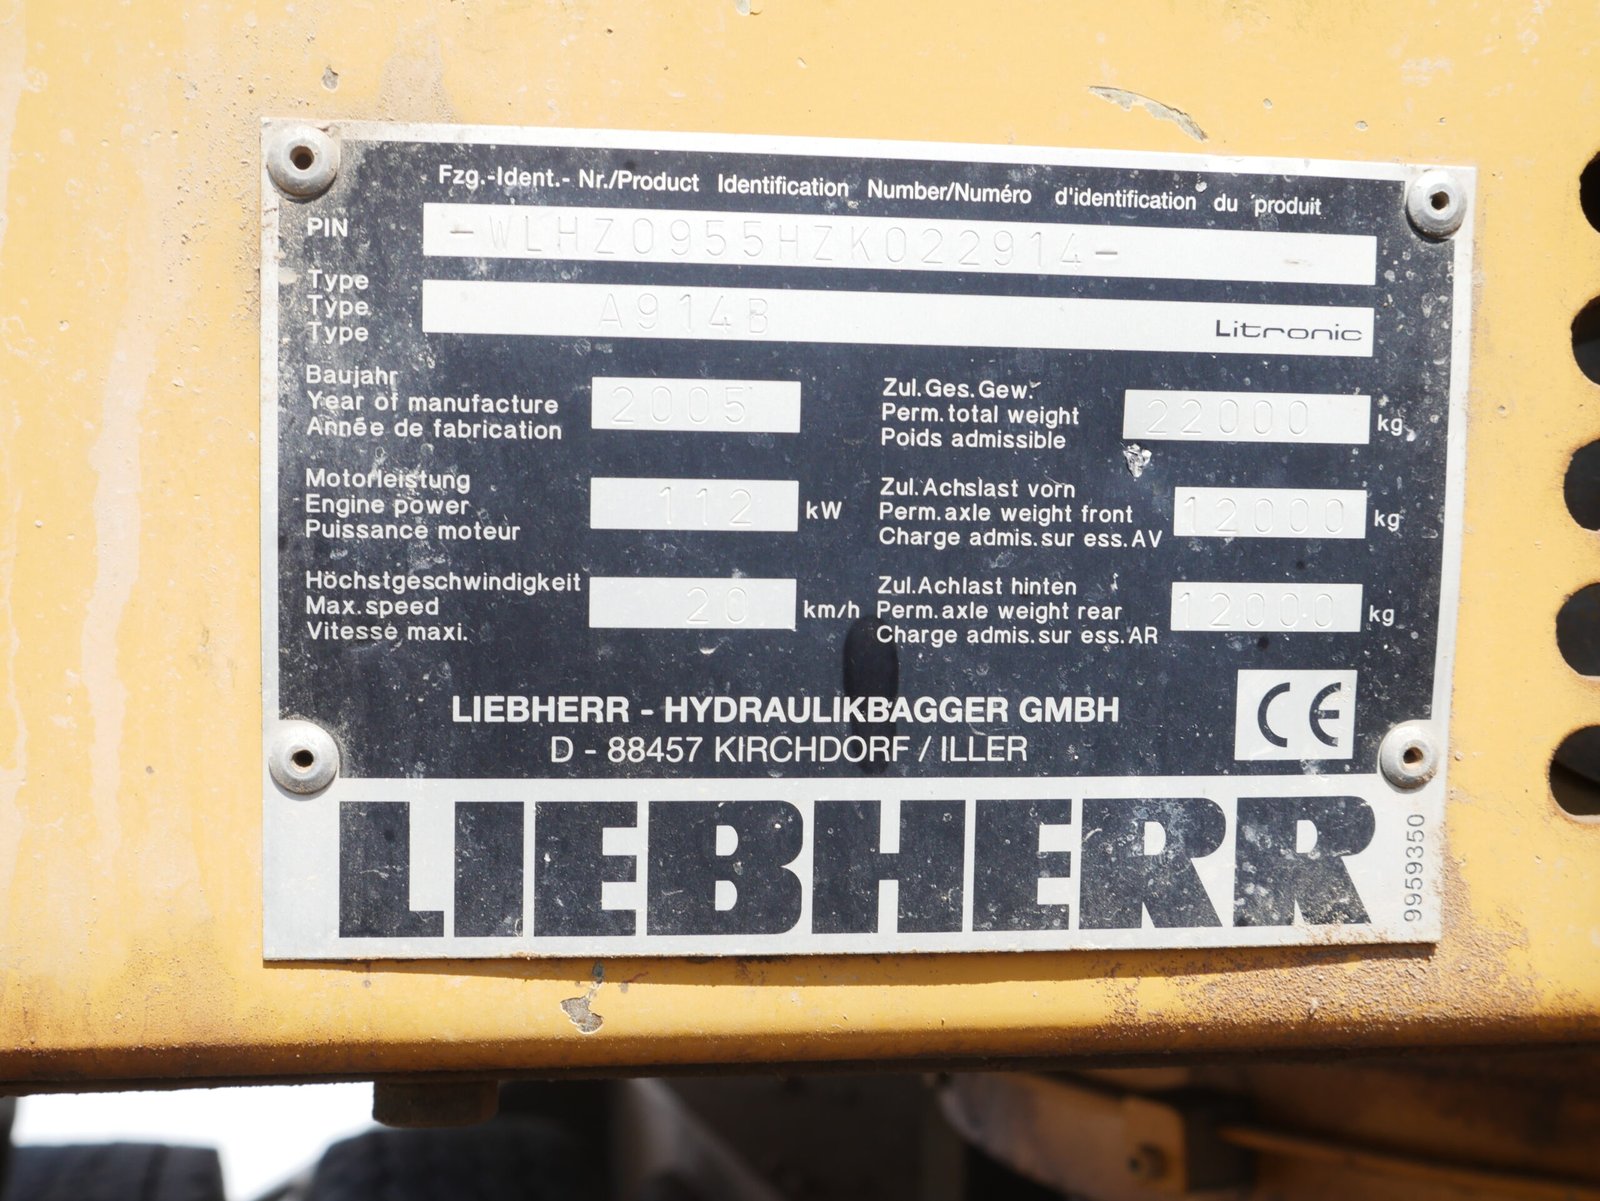 Fzg.-Ident.- Nr./Product Identification Number/Numéro d'identification du produit
PIN -WLHZ0955HZK022914-
Type
Type A914B Litronic
Type
Baujahr
Year of manufacture 2005
Année de fabrication
Zul.Ges.Gew.
Perm.total weight 22000 kg
Poids admissible
Motorleistung
Engine power 112 kW
Puissance moteur
Zul.Achslast vorn
Perm.axle weight front 12000 kg
Charge admis.sur ess.AV
Höchstgeschwindigkeit
Max.speed 20 km/h
Vitesse maxi.
Zul.Achlast hinten
Perm.axle weight rear 12000 kg
Charge admis.sur ess.AR
LIEBHERR - HYDRAULIKBAGGER GMBH
D - 88457 KIRCHDORF / ILLER
CE
LIEBHERR
9959350